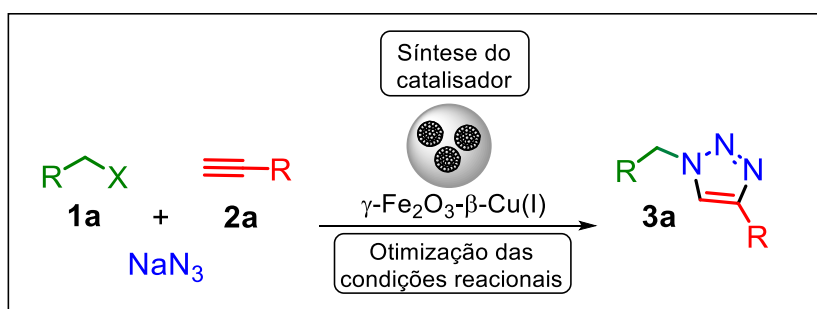 Síntese do
catalisador
R X
1a
+
NaN₃
R
2a
γ-Fe₂O₃-β-Cu(I)
Otimização das
condições reacionais
R N N N
3a
R